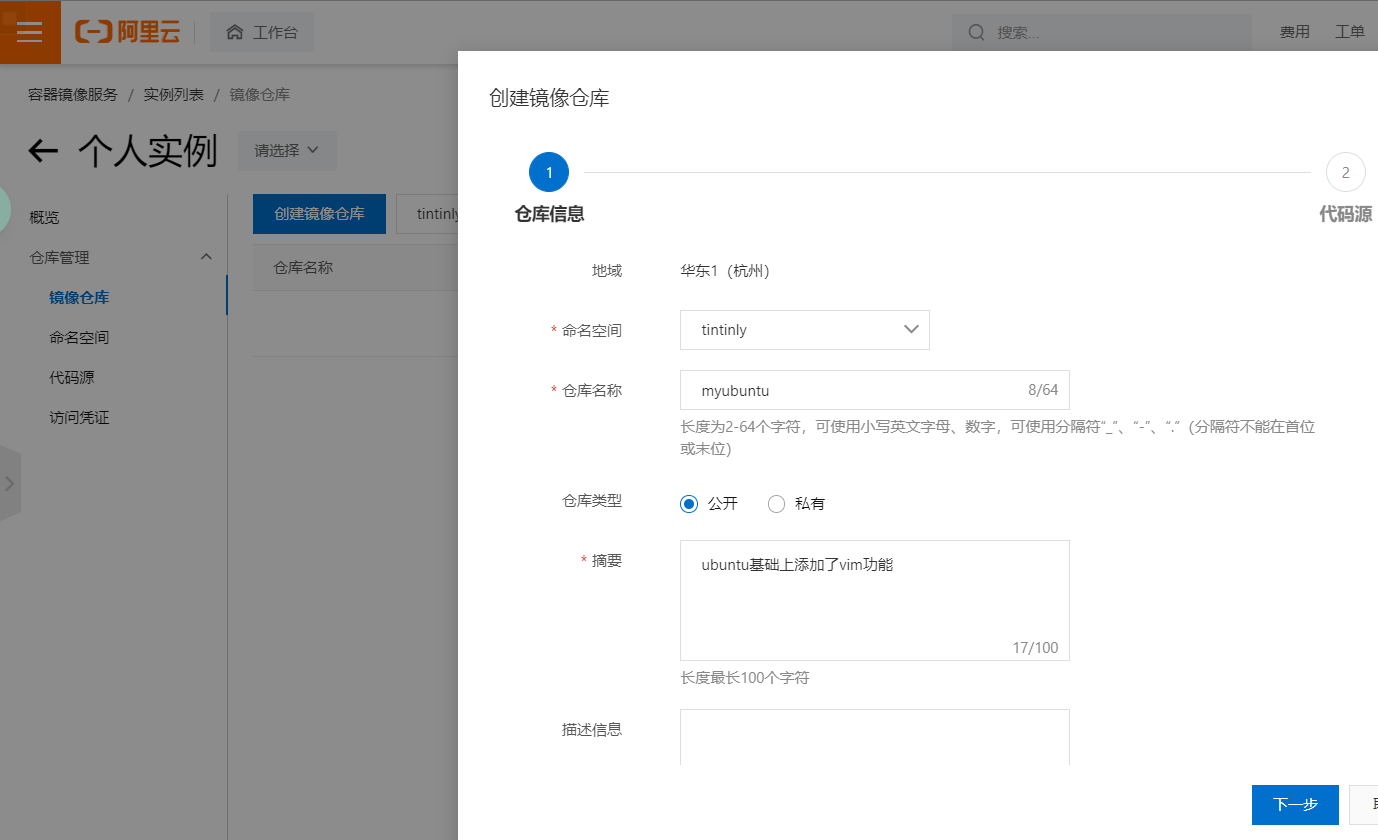 阿里云
工作台
搜索...
费用
工单
容器镜像服务 / 实例列表 / 镜像仓库
个人实例
请选择
概览
仓库管理
镜像仓库
命名空间
代码源
访问凭证
创建镜像仓库
tintinly
仓库名称
创建镜像仓库
1
2
仓库信息
代码源
地域
华东1（杭州）
* 命名空间
tintinly
* 仓库名称
myubuntu
8/64
长度为2-64个字符，可使用小写英文字母、数字，可使用分隔符“_”、“-”、“.”（分隔符不能在首位
或末位）
仓库类型
公开
私有
* 摘要
ubuntu基础上添加了vim功能
17/100
长度最长100个字符
描述信息
下一步